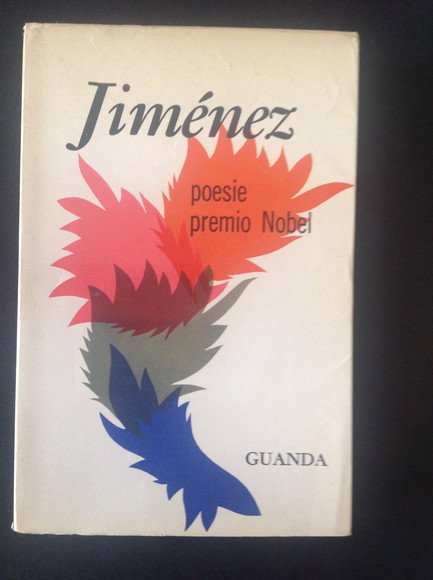 Jiménez
poesie
premio Nobel
GUANDA